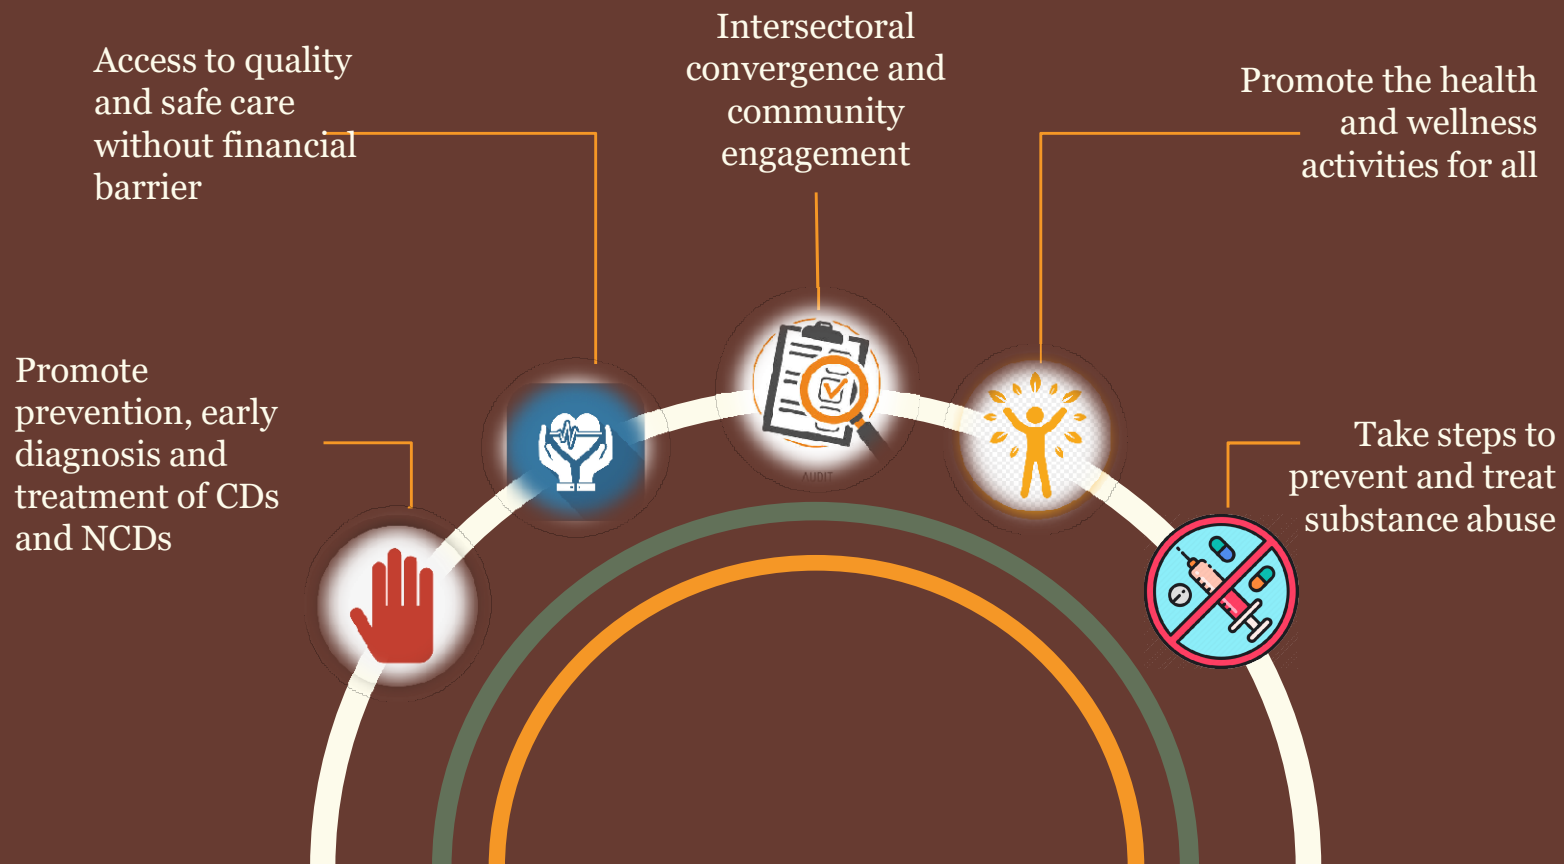 Access to quality
and safe care
without financial
barrier
Intersectoral
convergence and
community
engagement
Promote the health
and wellness
activities for all
Promote
prevention, early
diagnosis and
treatment of CDs
and NCDs
Take steps to
prevent and treat
substance abuse
AUDIT